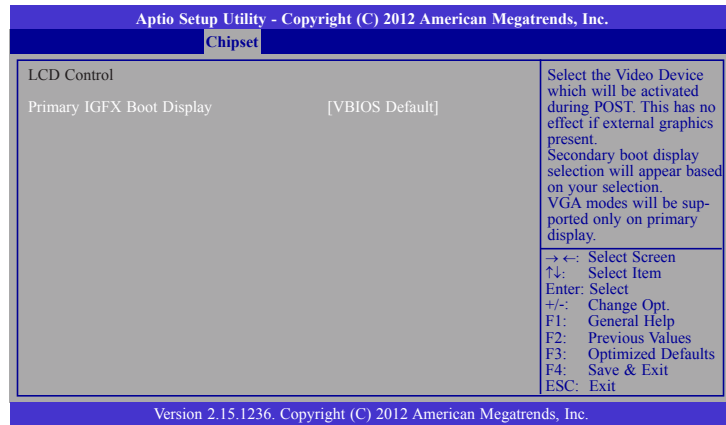 Aptio Setup Utility - Copyright (C) 2012 American Megatrends, Inc.
Chipset
LCD Control
Primary IGFX Boot Display [VBIOS Default]
Select the Video Device
which will be activated
during POST. This has no
effect if external graphics
present.
Secondary boot display
selection will appear based
on your selection.
VGA modes will be sup-
ported only on primary
display.
→←: Select Screen
↑↓: Select Item
Enter: Select
+/-: Change Opt.
F1: General Help
F2: Previous Values
F3: Optimized Defaults
F4: Save & Exit
ESC: Exit
Version 2.15.1236. Copyright (C) 2012 American Megatrends, Inc.